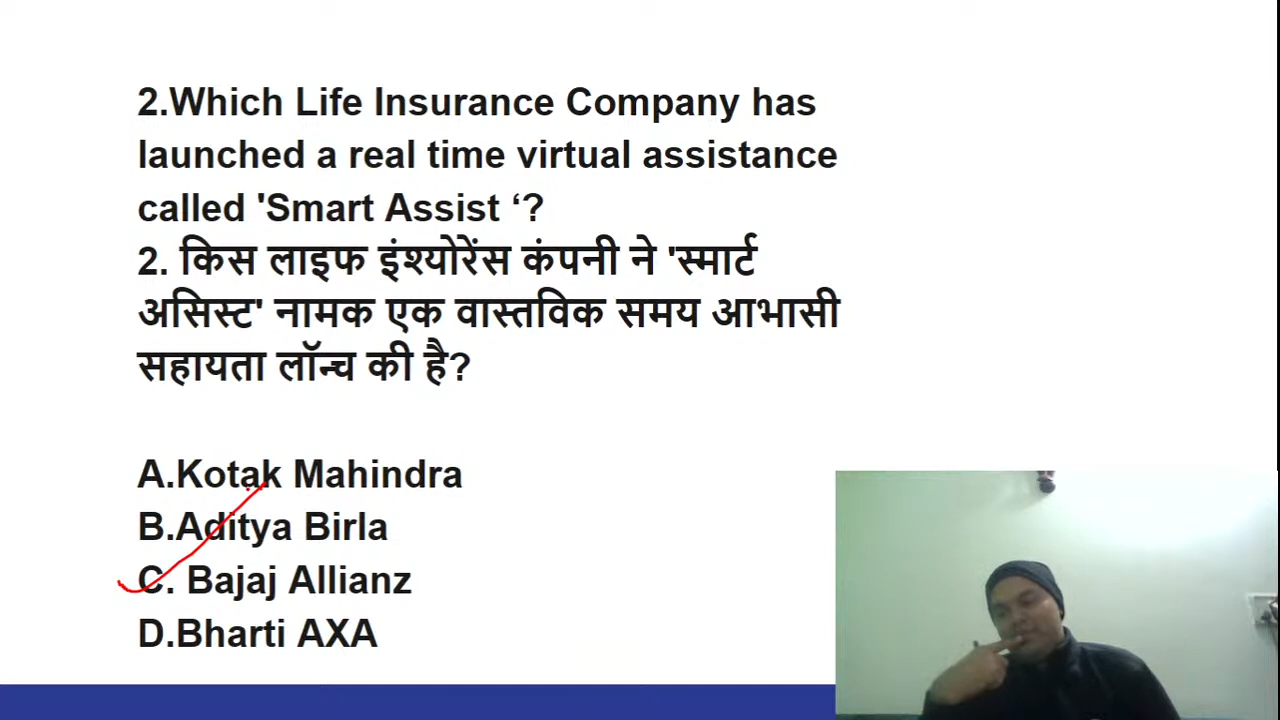 2.Which Life Insurance Company has
launched a real time virtual assistance
called 'Smart Assist ‘?
2. किस लाइफ इंश्योरेंस कंपनी ने 'स्मार्ट
असिस्ट' नामक एक वास्तविक समय आभासी
सहायता लॉन्च की है?
A.Kotak Mahindra
B.Aditya Birla
C. Bajaj Allianz
D.Bharti AXA